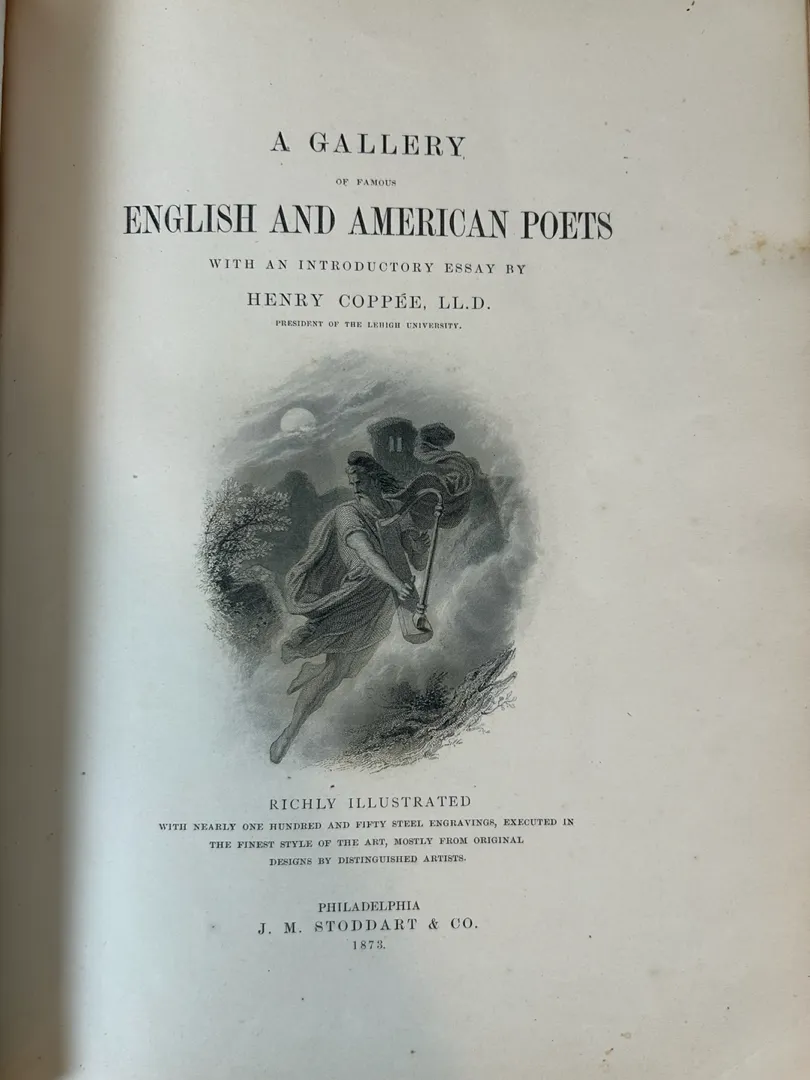 A GALLERY
OF FAMOUS
ENGLISH AND AMERICAN POETS
WITH AN INTRODUCTORY ESSAY BY
HENRY COPPÉE, LL.D.
PRESIDENT OF THE LEHIGH UNIVERSITY.
RICHLY ILLUSTRATED
WITH NEARLY ONE HUNDRED AND FIFTY STEEL ENGRAVINGS, EXECUTED IN
THE FINEST STYLE OF THE ART, MOSTLY FROM ORIGINAL
DESIGNS BY DISTINGUISHED ARTISTS.
PHILADELPHIA
J. M. STODDART & CO.
1873.